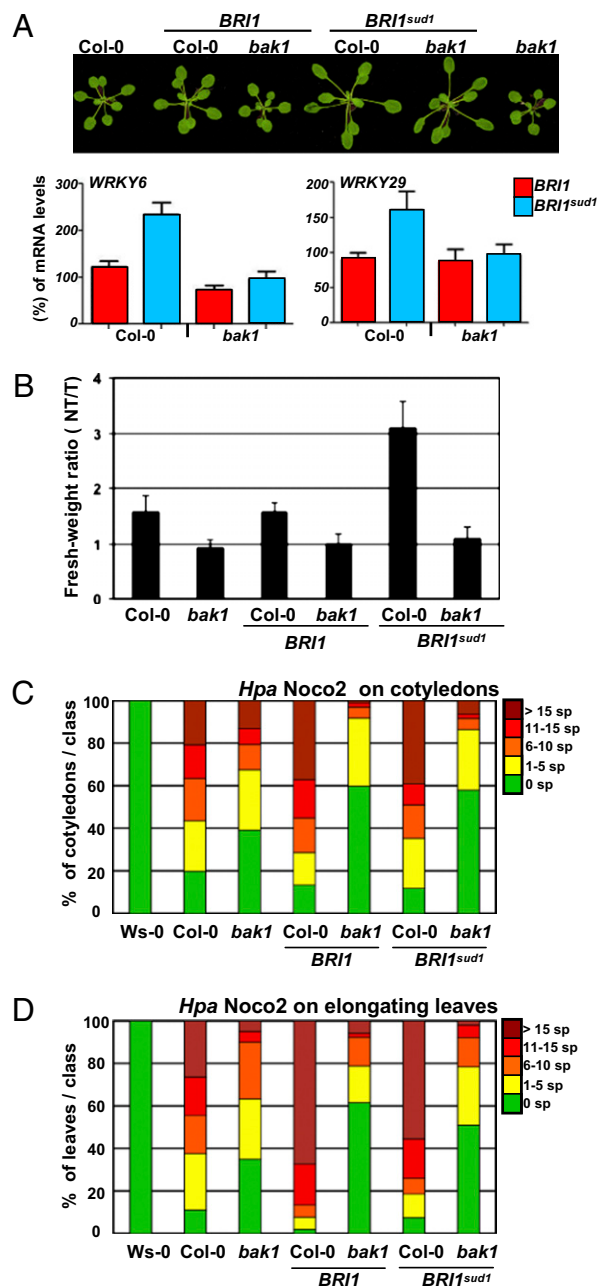 A
BRI1 BRI1sud1
Col-0 Col-0 bak1 Col-0 bak1 bak1
WRKY6 WRKY29 BRI1
BRI1sud1
(%) of mRNA levels
300
200
100
0
200
150
100
50
0
Col-0 bak1 Col-0 bak1
B
Fresh-weight ratio ( NT/T)
4
3
2
1
0
Col-0 bak1 Col-0 bak1 Col-0 bak1
BRI1 BRI1sud1
C
Hpa Noco2 on cotyledons
% of cotyledons / class
100
80
60
40
20
0
> 15 sp
11-15 sp
6-10 sp
1-5 sp
0 sp
Ws-0 Col-0 bak1 Col-0 bak1 Col-0 bak1
BRI1 BRI1sud1
D
Hpa Noco2 on elongating leaves
% of leaves / class
100
80
60
40
20
0
> 15 sp
11-15 sp
6-10 sp
1-5 sp
0 sp
Ws-0 Col-0 bak1 Col-0 bak1 Col-0 bak1
BRI1 BRI1sud1